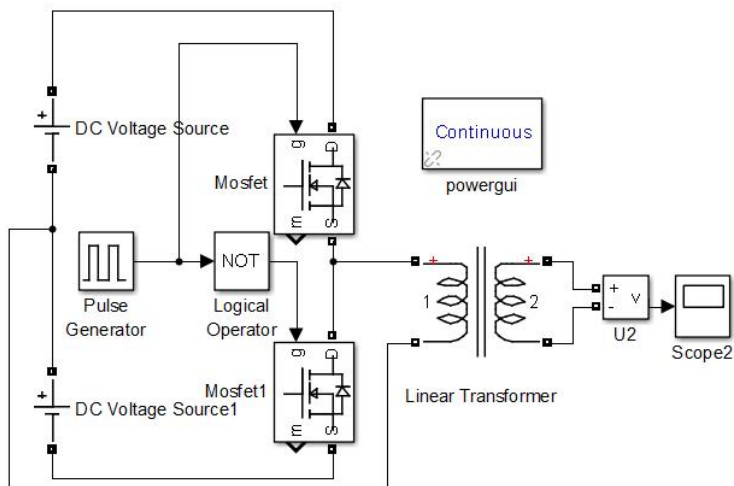 +
DC Voltage Source
g
D
Mosfet
m
S
Continuous
powergui
Pulse
Generator
NOT
Logical
Operator
+
1
+
2
Linear Transformer
+
-
v
U2
Scope2
+
DC Voltage Source1
g
D
Mosfet1
m
S